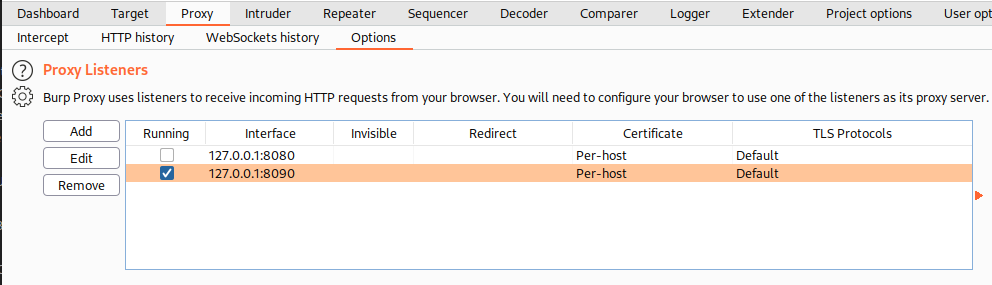 Dashboard Target Proxy Intruder Repeater Sequencer Decoder Comparer Logger Extender Project options User opt
Intercept HTTP history WebSockets history Options
? Proxy Listeners
Burp Proxy uses listeners to receive incoming HTTP requests from your browser. You will need to configure your browser to use one of the listeners as its proxy server.
Add
Edit
Remove
Running Interface Invisible Redirect Certificate TLS Protocols
127.0.0.1:8080 Per-host Default
127.0.0.1:8090 Per-host Default